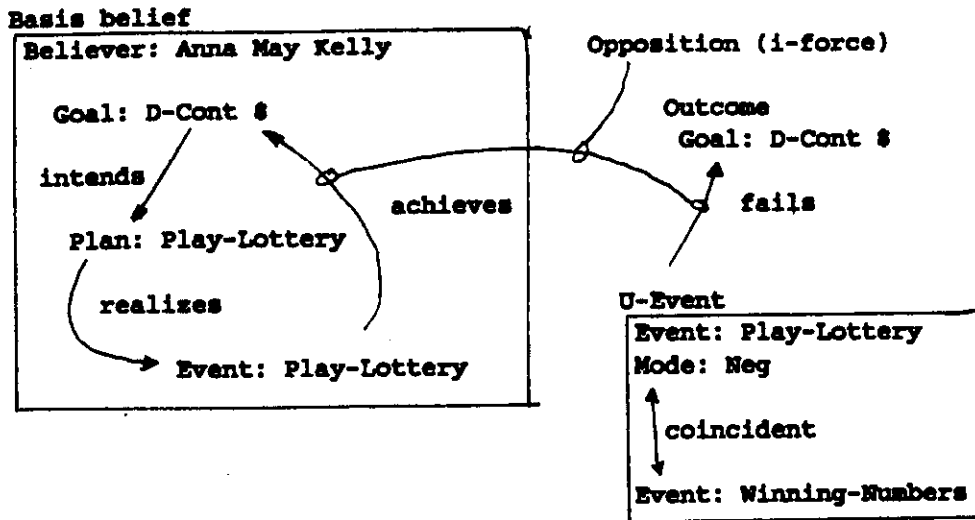 Basis belief
Believer: Anna May Kelly
Opposition (i-force)
Goal: D-Cont $
Outcome
Goal: D-Cont $
intends
achieves
fails
Plan: Play-Lottery
realizes
U-Event
Event: Play-Lottery
Mode: Neg
Event: Play-Lottery
coincident
Event: Winning-Numbers